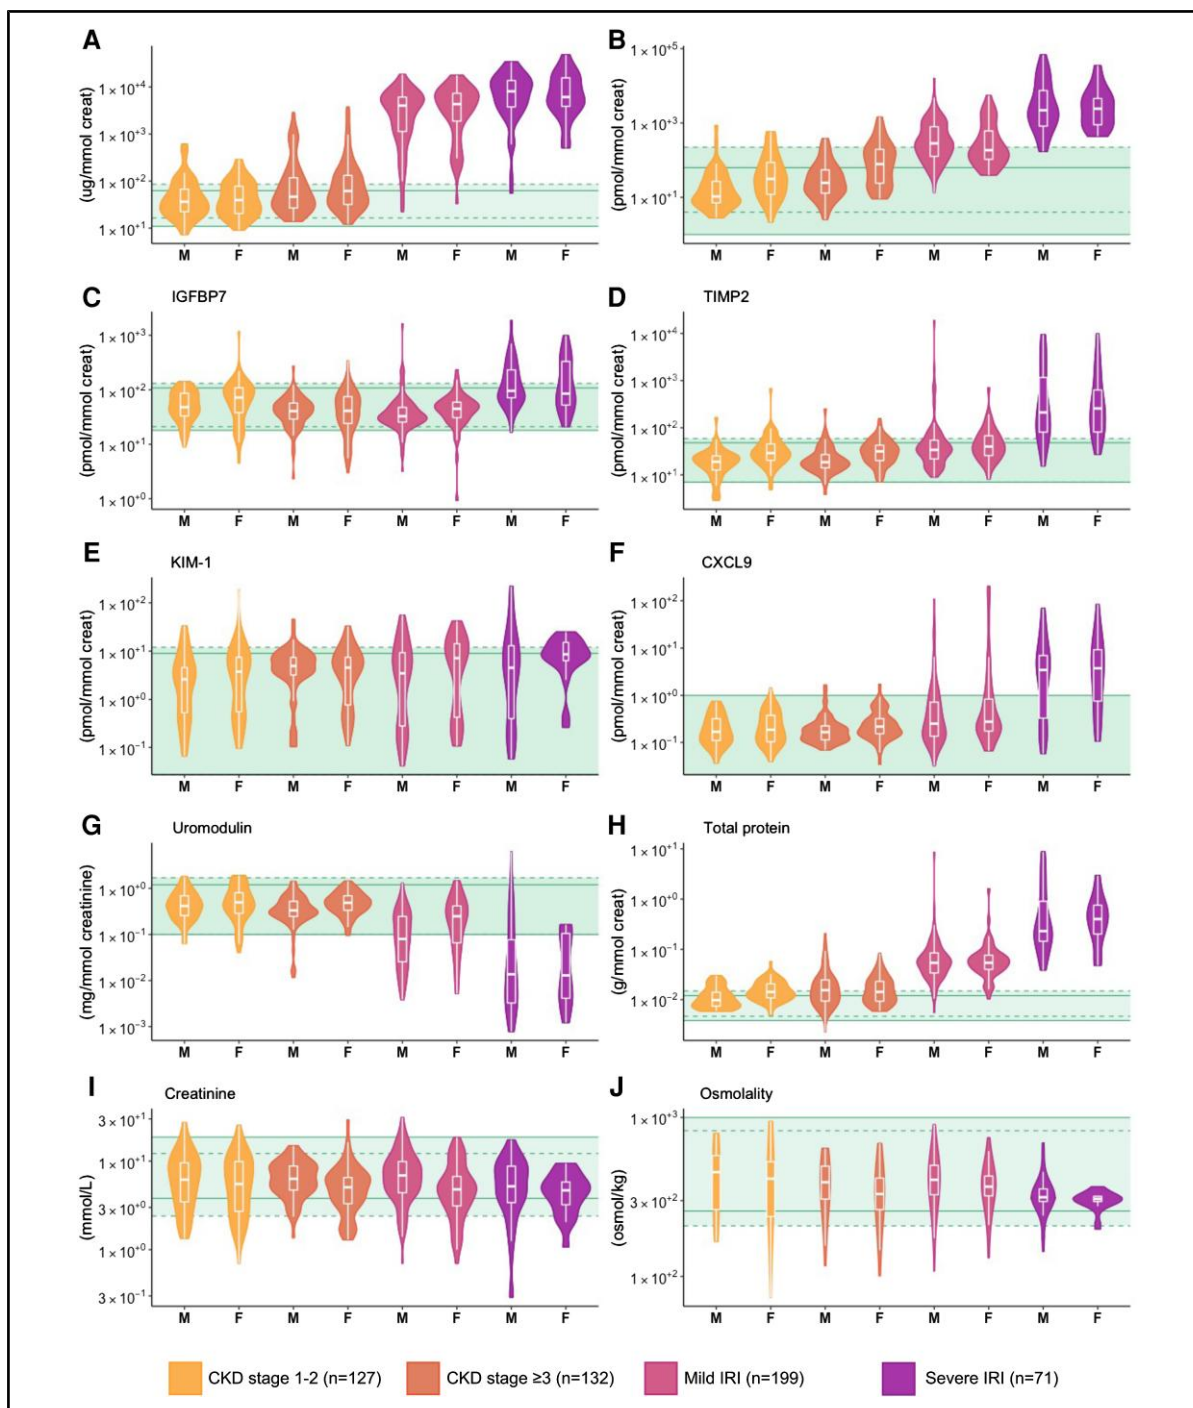 A
(ug/mmol creat)
1 × 10⁺⁴
1 × 10⁺³
1 × 10⁺²
1 × 10⁺¹
M F M F M F M F
B
(pmol/mmol creat)
1 × 10⁺⁵
1 × 10⁺³
1 × 10⁺¹
M F M F M F M F
C IGFBP7
(pmol/mmol creat)
1 × 10⁺³
1 × 10⁺²
1 × 10⁺¹
1 × 10⁺⁰
M F M F M F M F
D TIMP2
(pmol/mmol creat)
1 × 10⁺⁴
1 × 10⁺³
1 × 10⁺²
1 × 10⁺¹
M F M F M F M F
E KIM-1
(pmol/mmol creat)
1 × 10⁺²
1 × 10⁺¹
1 × 10⁺⁰
1 × 10⁻¹
M F M F M F M F
F CXCL9
(pmol/mmol creat)
1 × 10⁺²
1 × 10⁺¹
1 × 10⁺⁰
1 × 10⁻¹
M F M F M F M F
G Uromodulin
(mg/mmol creatinine)
1 × 10⁺⁰
1 × 10⁻¹
1 × 10⁻²
1 × 10⁻³
M F M F M F M F
H Total protein
(g/mmol creat)
1 × 10⁺¹
1 × 10⁺⁰
1 × 10⁻¹
1 × 10⁻²
M F M F M F M F
I Creatinine
(mmol/L)
3 × 10⁺¹
1 × 10⁺¹
3 × 10⁺⁰
1 × 10⁺⁰
3 × 10⁻¹
M F M F M F M F
J Osmolality
(osmol/kg)
1 × 10⁺³
3 × 10⁺²
1 × 10⁺²
M F M F M F M F
CKD stage 1-2 (n=127) CKD stage ≥3 (n=132) Mild IRI (n=199) Severe IRI (n=71)